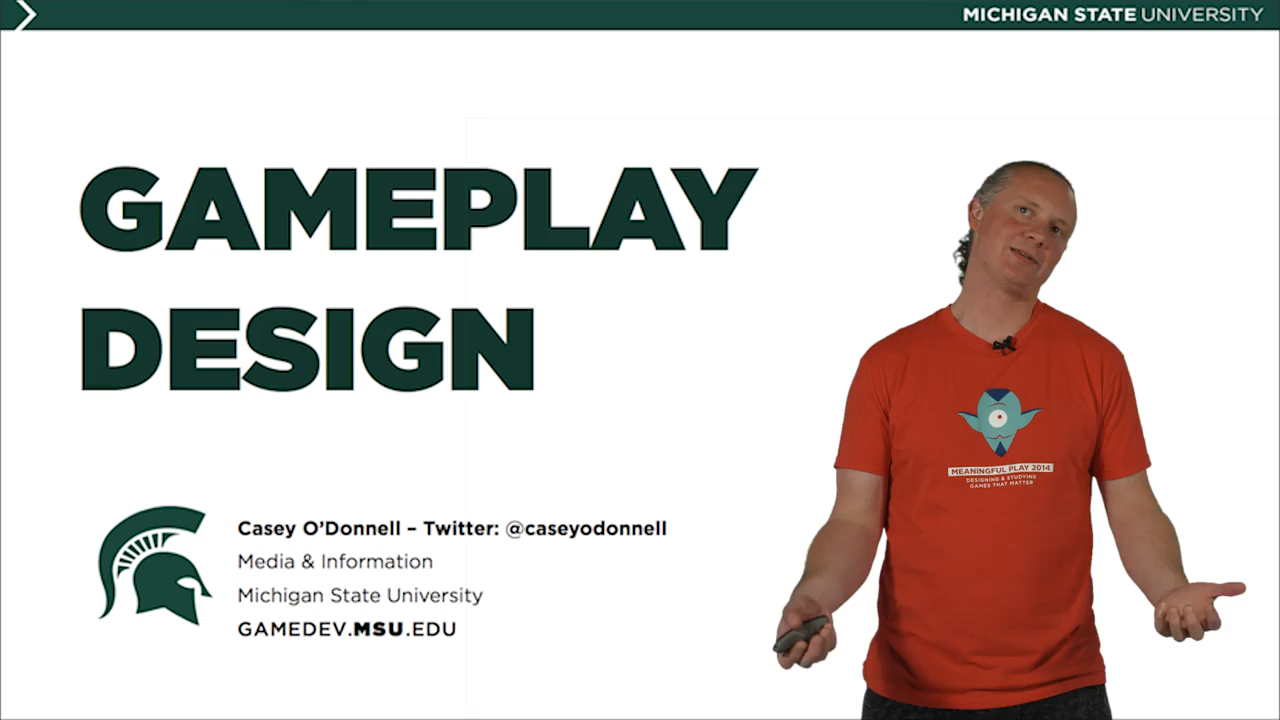 MICHIGAN STATE UNIVERSITY
GAMEPLAY
DESIGN
MEANINGFUL PLAY 2014
DESIGNING & STUDYING
GAMES THAT MATTER
Casey O'Donnell – Twitter: @caseyodonnell
Media & Information
Michigan State University
GAMEDEV.MSU.EDU